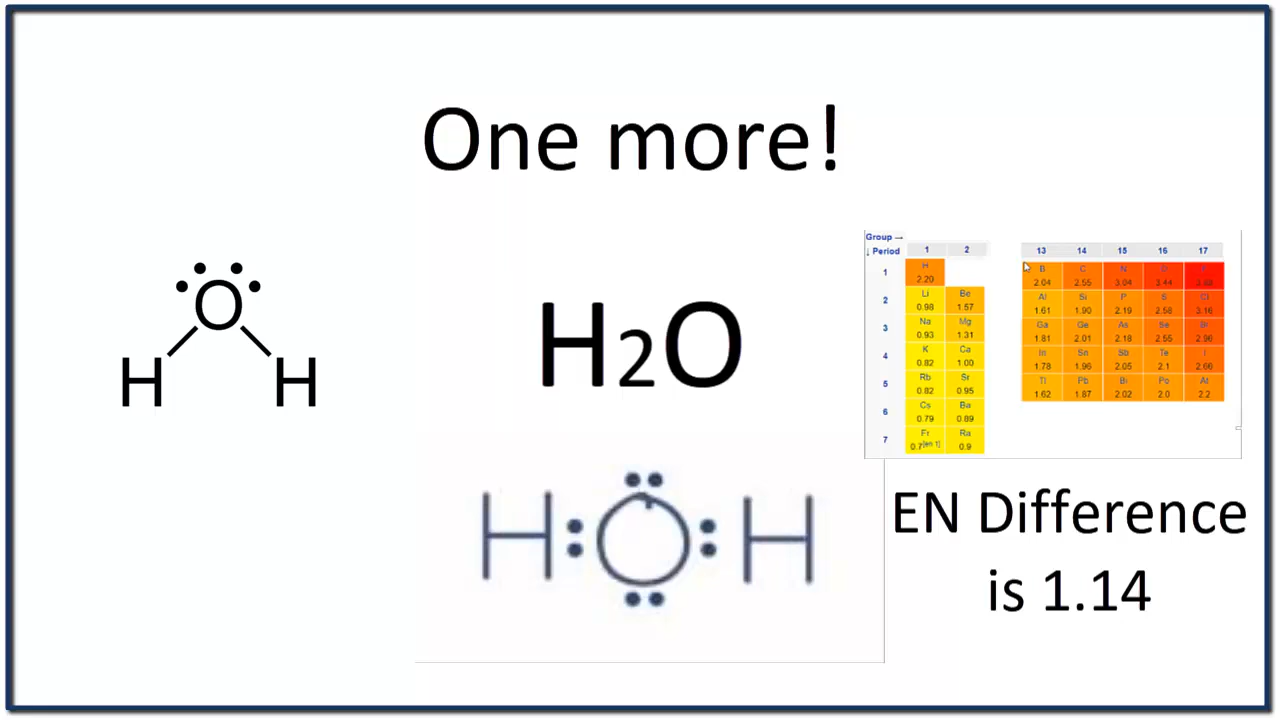 One more!
O
H H
H2O
H:O:H
Group →
↓ Period 1 2 13 14 15 16 17
1 H
2.20
2 Li Be B C N O
0.98 1.57 2.04 2.55 3.04 3.44
3 Na Mg Al Si P S Cl
0.93 1.31 1.61 1.90 2.19 2.58 3.16
4 K Ca Ga Ge As Se Br
0.82 1.00 1.81 2.01 2.18 2.55 2.96
5 Rb Sr In Sn Sb Te I
0.82 0.95 1.78 1.96 2.05 2.1 2.66
6 Cs Ba Tl Pb Bi Po At
0.79 0.89 1.62 1.87 2.02 2.0 2.2
7 Fr Ra
0.7[en 1] 0.9
EN Difference
is 1.14